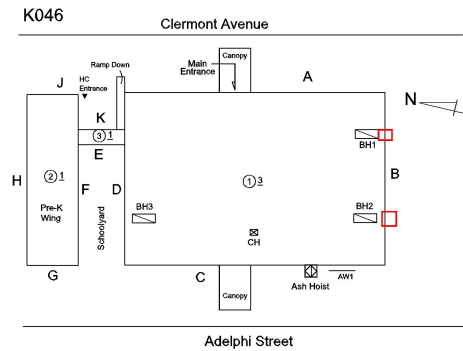 K046
Clermont Avenue
Canopy
Ramp Down
Main
Entrance
A
J
HC
Entrance
N
K
③ 1
BH1
E
H
② 1
F
D
① 3
B
Pre-K
Wing
Schoolyard
BH3
BH2
CH
G
C
Canopy
Ash Hoist
AW1
Adelphi Street